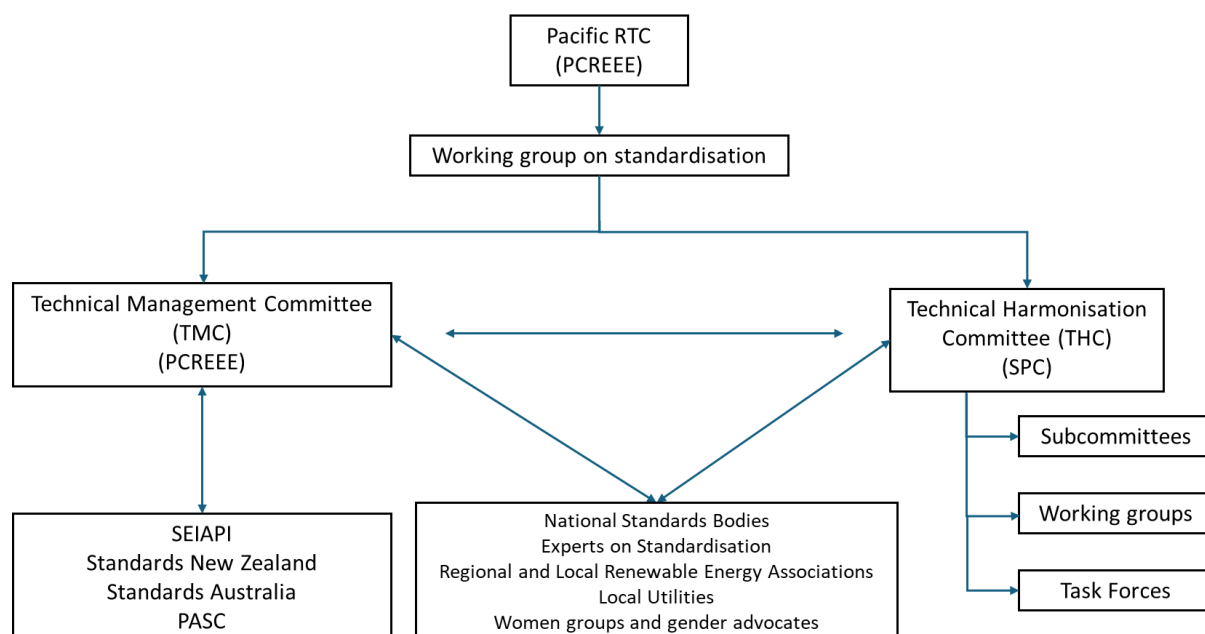 Pacific RTC
(PCREEE)
Working group on standardisation
Technical Management Committee
(TMC)
(PCREEE)
Technical Harmonisation
Committee (THC)
(SPC)
Subcommittees
Working groups
Task Forces
SEIAPI
Standards New Zealand
Standards Australia
PASC
National Standards Bodies
Experts on Standardisation
Regional and Local Renewable Energy Associations
Local Utilities
Women groups and gender advocates